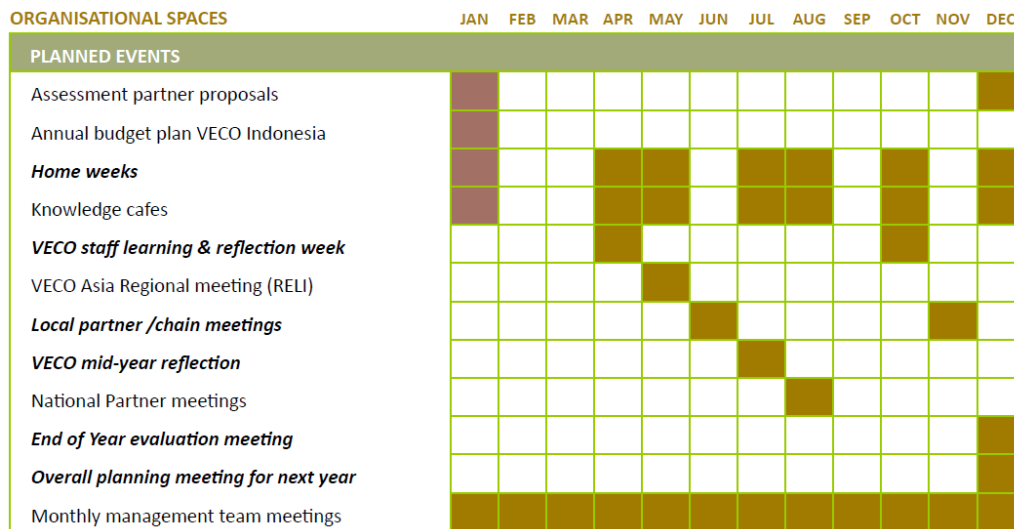 ORGANISATIONAL SPACES JAN FEB MAR APR MAY JUN JUL AUG SEP OCT NOV DEC
PLANNED EVENTS
Assessment partner proposals
Annual budget plan VECO Indonesia
Home weeks
Knowledge cafes
VECO staff learning & reflection week
VECO Asia Regional meeting (RELI)
Local partner /chain meetings
VECO mid-year reflection
National Partner meetings
End of Year evaluation meeting
Overall planning meeting for next year
Monthly management team meetings